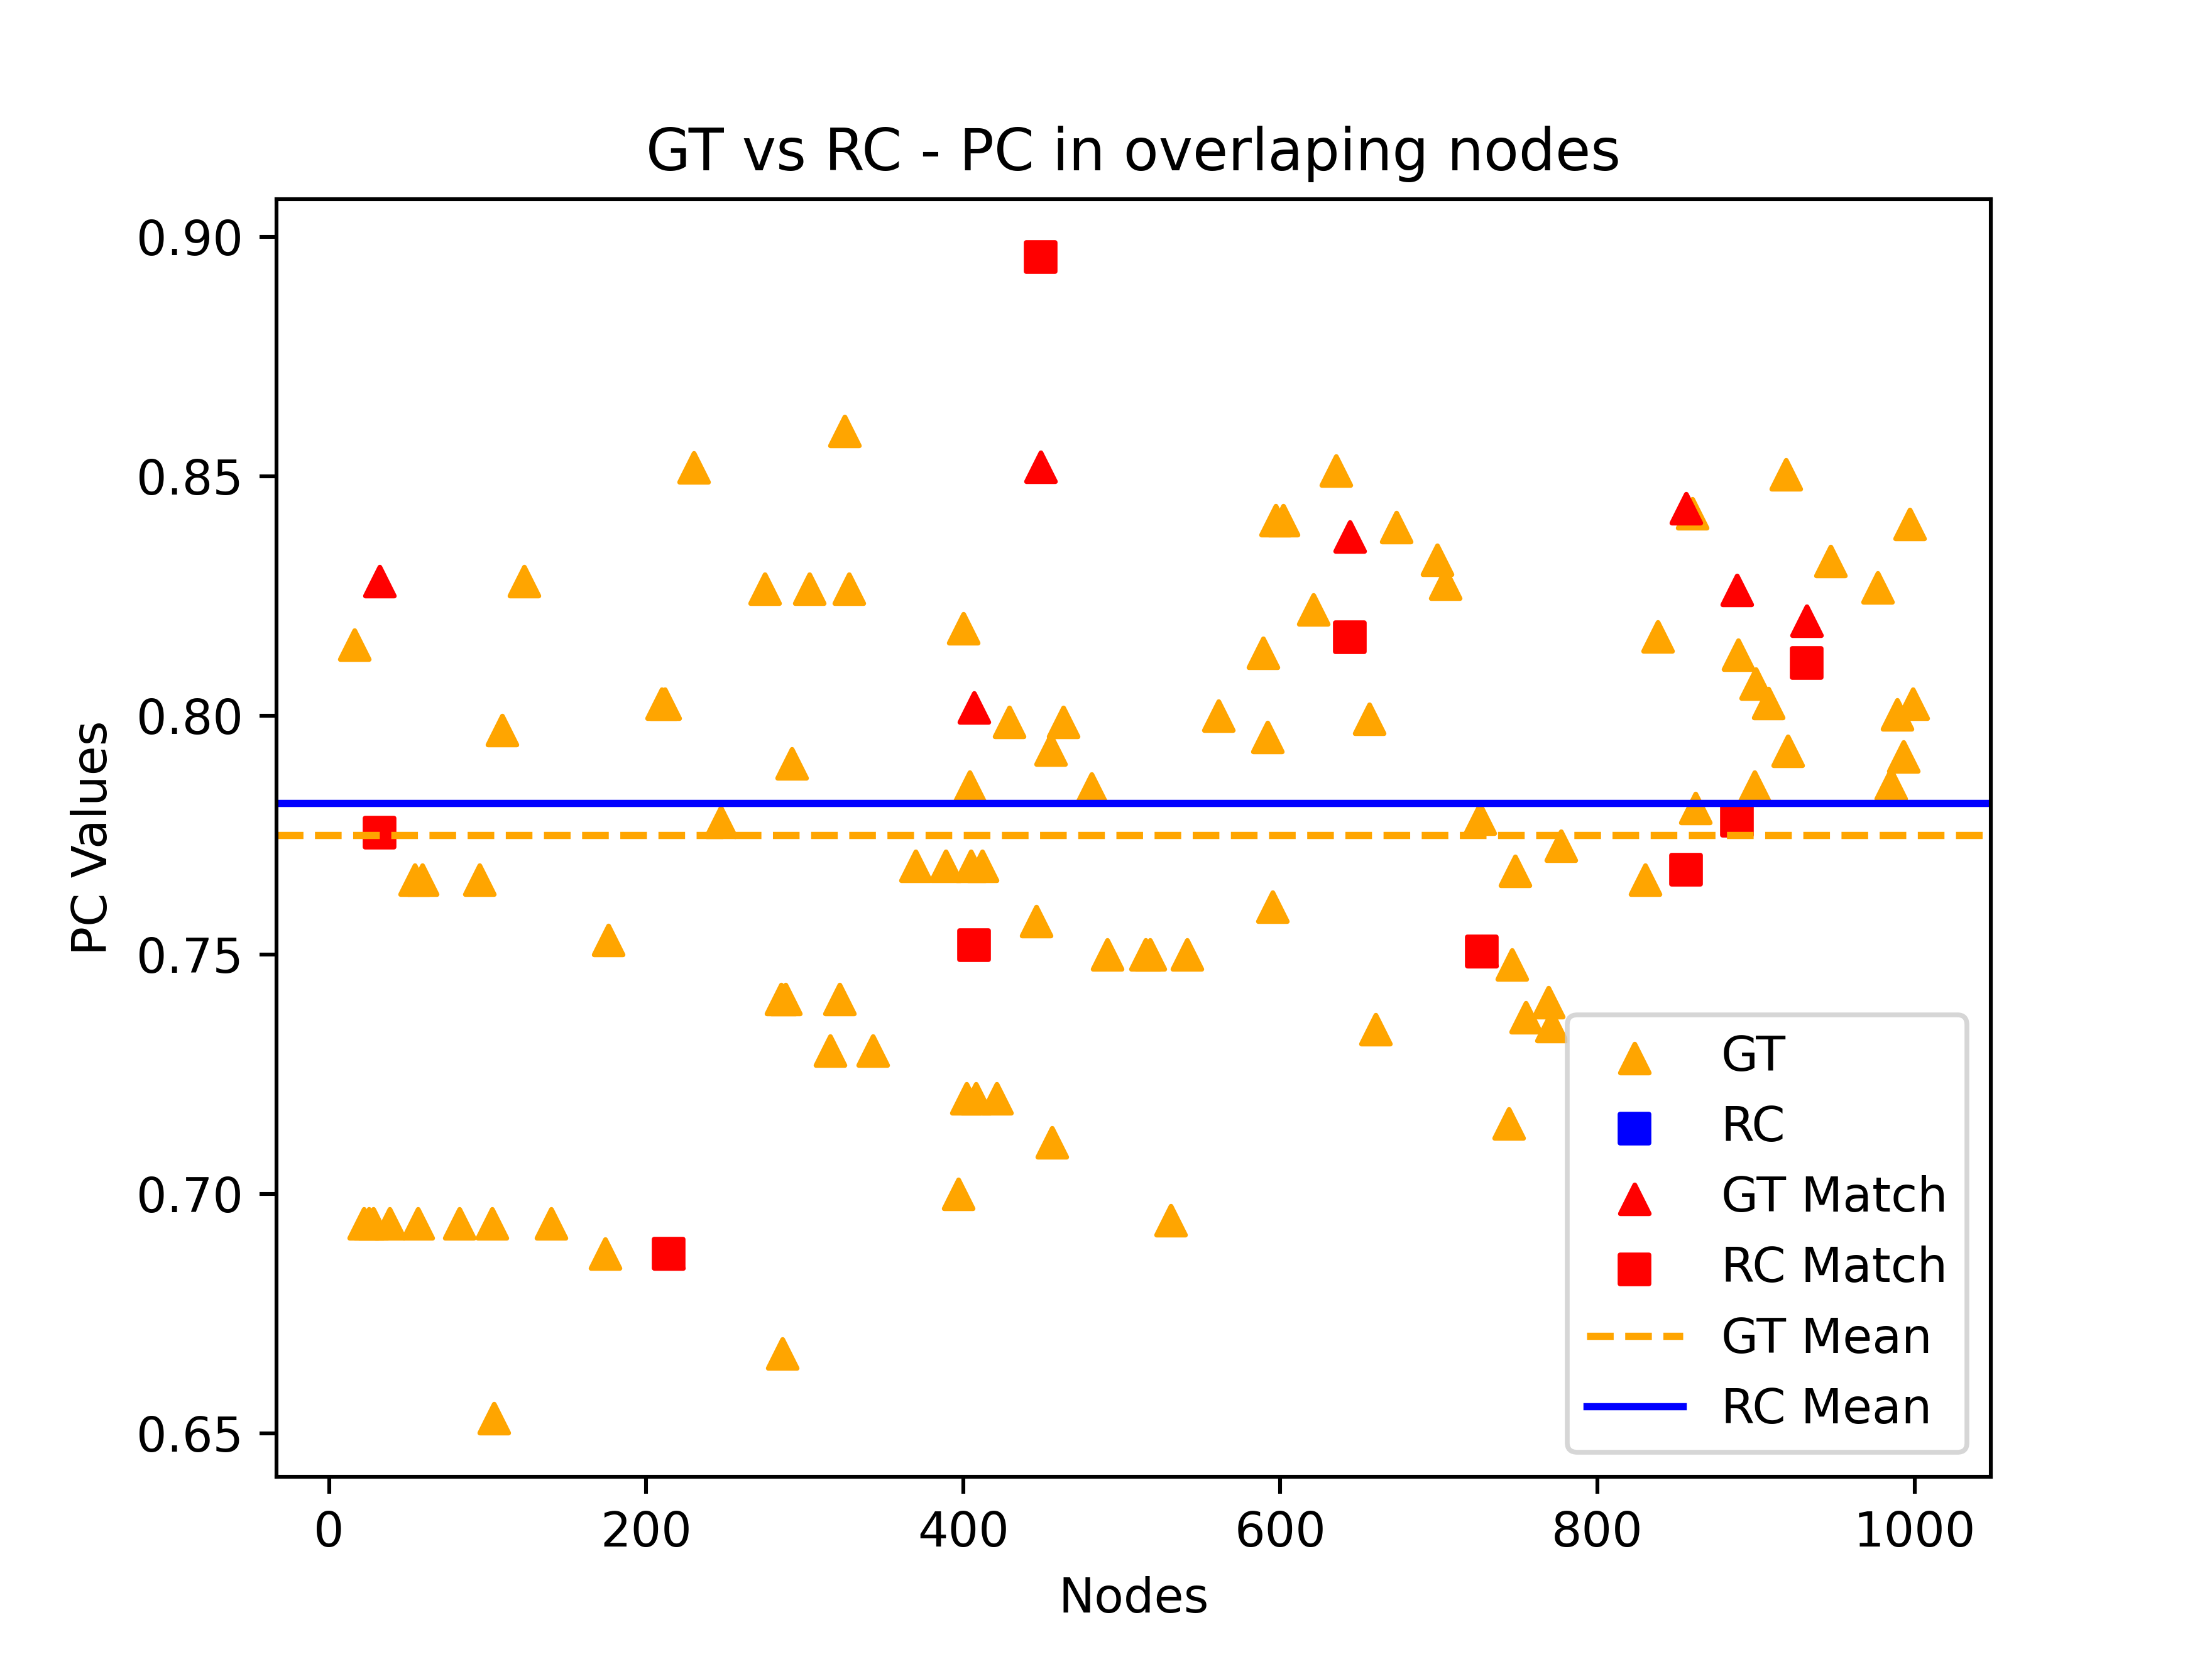 GT vs RC - PC in overlaping nodes
0.90
0.85
0.80
0.75
0.70
0.65
PC Values
0 200 400 600 800 1000
Nodes
GT
RC
GT Match
RC Match
GT Mean
RC Mean